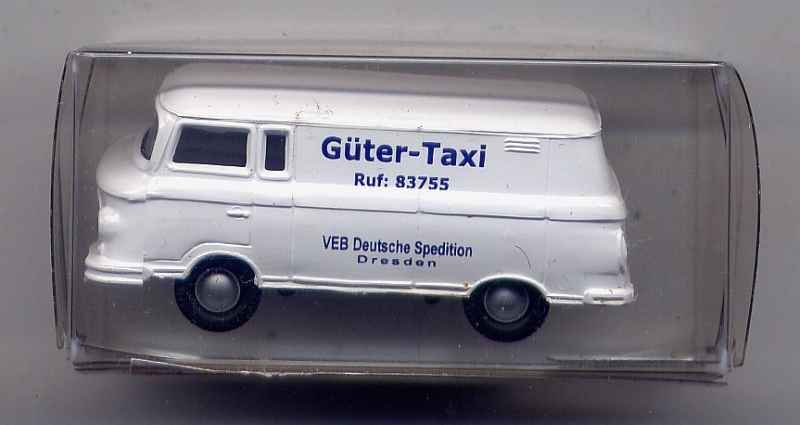 Güter-Taxi
Ruf: 83755
VEB Deutsche Spedition
Dresden